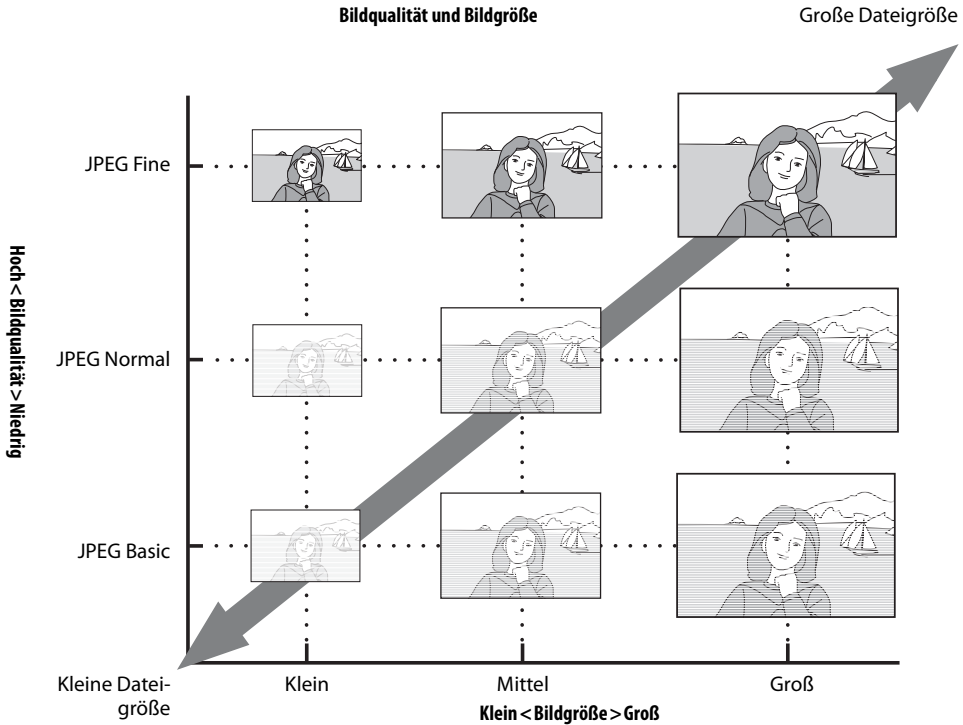 Bildqualität und Bildgröße
Große Dateigröße
JPEG Fine
Hoch < Bildqualität > Niedrig
JPEG Normal
JPEG Basic
Kleine Datei-
größe
Klein
Mittel
Groß
Klein < Bildgröße > Groß